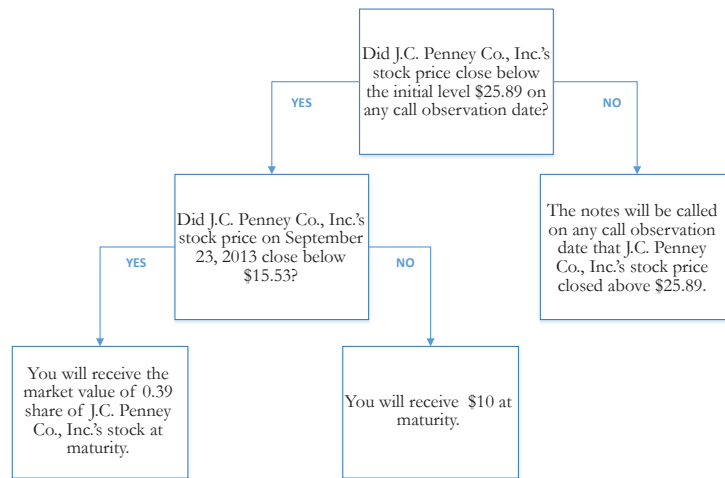 Did J.C. Penney Co., Inc.'s
stock price close below
the initial level $25.89 on
any call observation date?
YES
NO
Did J.C. Penney Co., Inc.'s
stock price on September
23, 2013 close below
$15.53?
The notes will be called
on any call observation
date that J.C. Penney
Co., Inc.'s stock price
closed above $25.89.
YES
NO
You will receive the
market value of 0.39
share of J.C. Penney
Co., Inc.'s stock at
maturity.
You will receive $10 at
maturity.